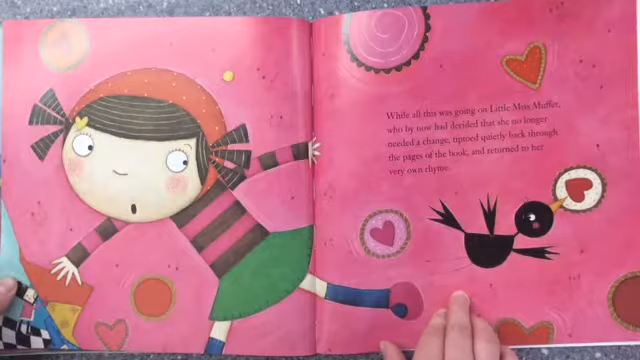 While all this was going on Little Miss Muffet,
who by now had decided that she no longer
needed a change, tiptoed quietly back through
the pages of the book, and returned to her
very own rhyme.